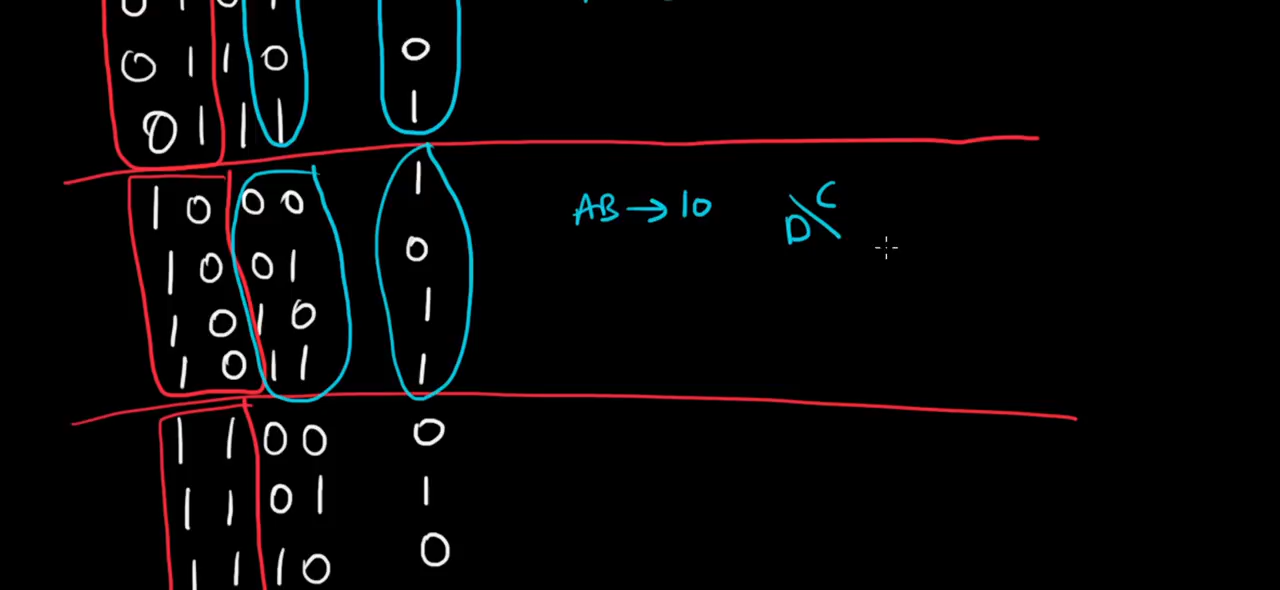 0 1 1 0 0
0 1 1 1 1
1 0 0 0 1 AB → 10 D\C
1 0 0 1 0
1 0 1 0 1
1 0 1 1 1
1 1 0 0 0
1 1 0 1 1
1 1 1 0 0